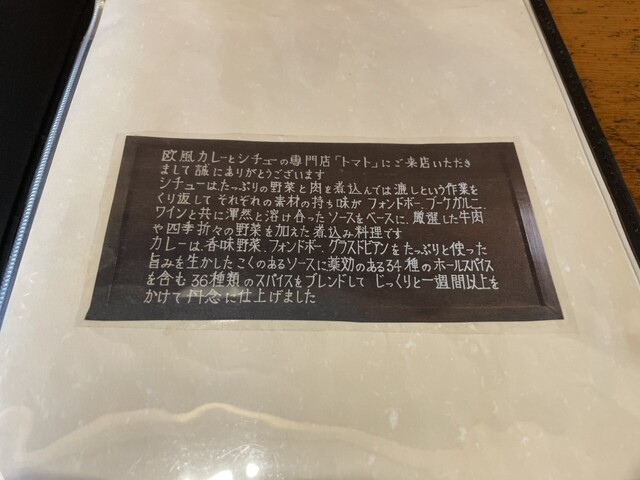 欧風カレーとシチューの専門店「トマト」にご来店いただき
まして誠にありがとうございます
シチューはたっぷりの野菜と肉を煮込んでは漉しという作業を
くり返して それぞれの素材の持ち味が フォンドボー、ブーケガルニ、
ワインと共に渾然と溶け合ったソースをベースに、厳選した牛肉
や四季折々の野菜を加えた煮込み料理です
カレーは、香味野菜、フォンドボー、グラスドビアンをたっぷりと使った
旨みを生かしたこくのあるソースに薬効のある34種のホールスパイス
を含む36種類のスパイスをブレンドして じっくりと一週間以上を
かけて丹念に仕上げました